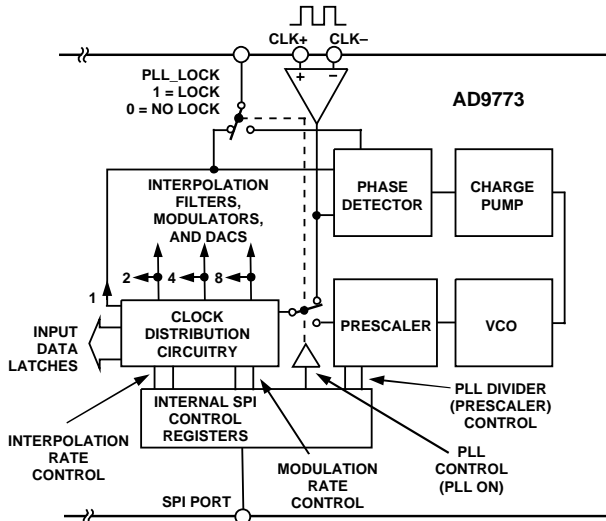 CLK+ CLK–
+ –
PLL_LOCK
1 = LOCK
0 = NO LOCK
AD9773
INTERPOLATION
FILTERS,
MODULATORS,
AND DACS
PHASE
DETECTOR
CHARGE
PUMP
2 4 8
1
CLOCK
DISTRIBUTION
CIRCUITRY
PRESCALER
VCO
INPUT
DATA
LATCHES
INTERNAL SPI
CONTROL
REGISTERS
PLL DIVIDER
(PRESCALER)
CONTROL
INTERPOLATION
RATE
CONTROL
MODULATION
RATE
CONTROL
PLL
CONTROL
(PLL ON)
SPI PORT